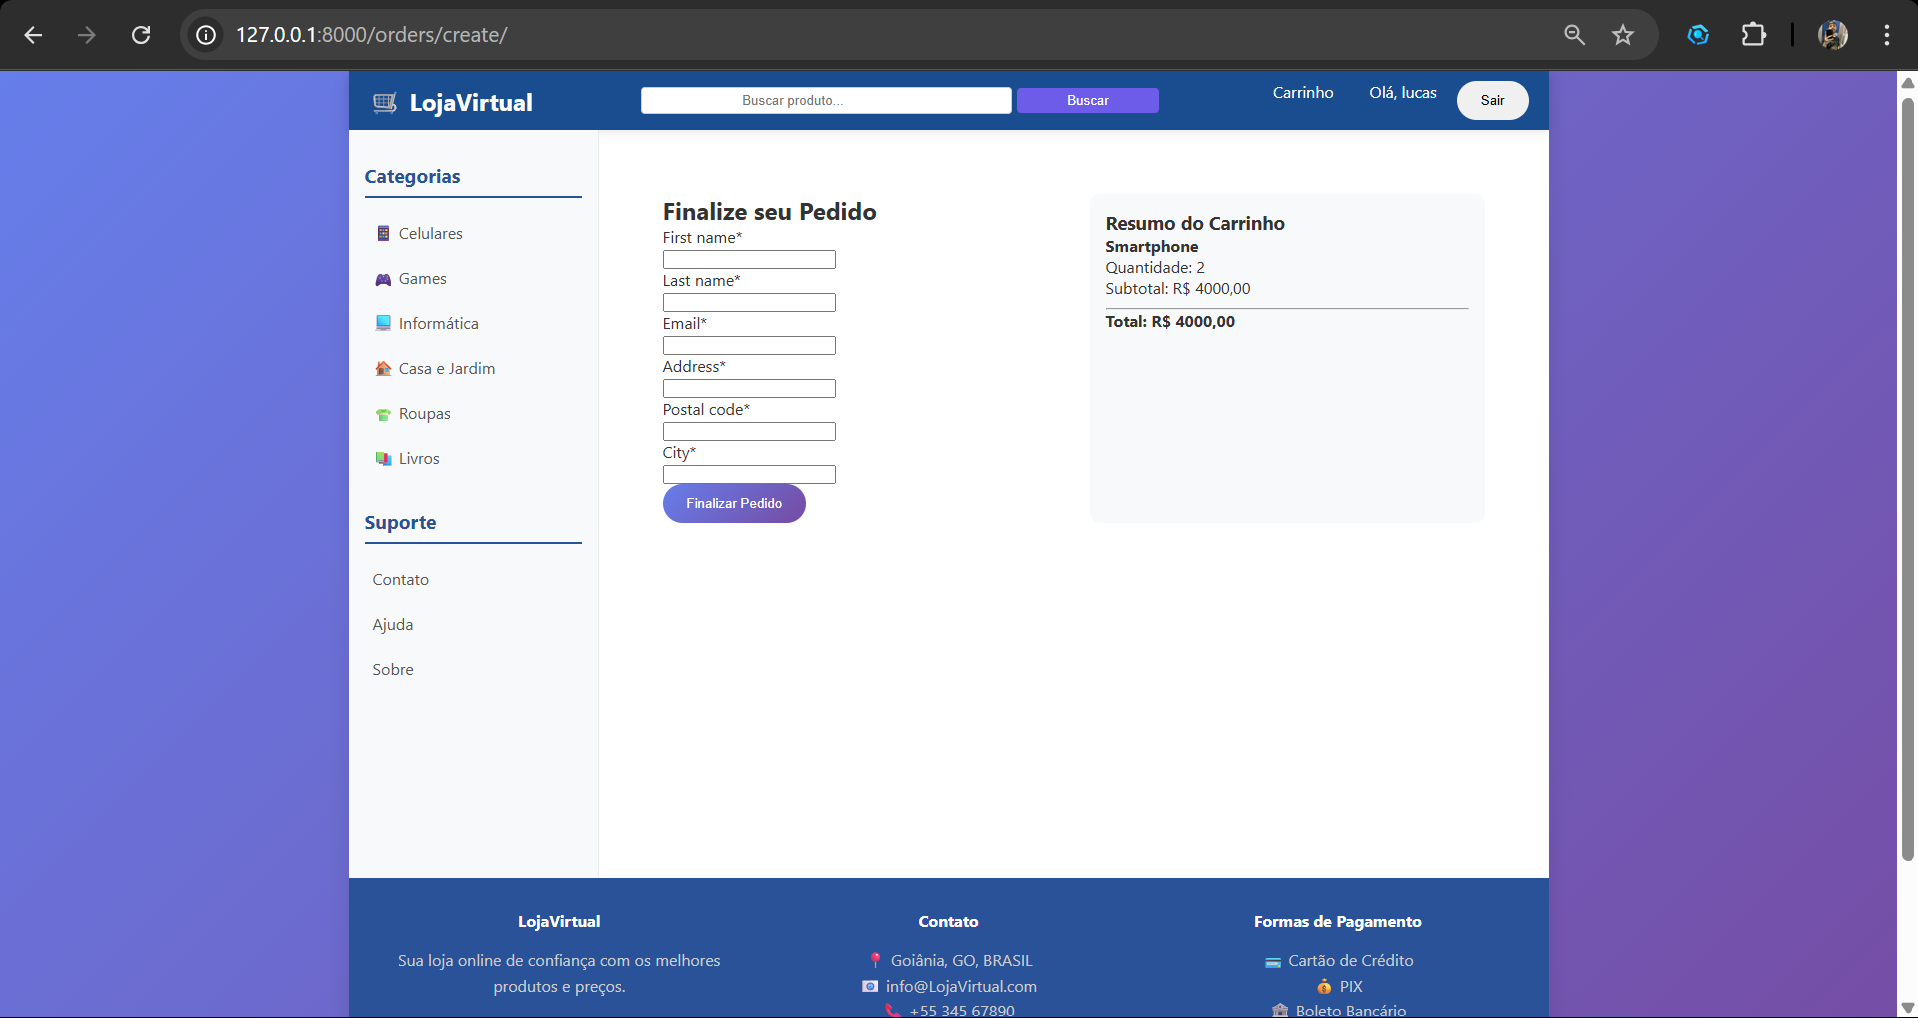 127.0.0.1:8000/orders/create/
LojaVirtual
Buscar produto...
Buscar
Carrinho
Olá, lucas
Sair
Categorias
Celulares
Games
Informática
Casa e Jardim
Roupas
Livros
Suporte
Contato
Ajuda
Sobre
Finalize seu Pedido
First name*
Last name*
Email*
Address*
Postal code*
City*
Finalizar Pedido
Resumo do Carrinho
Smartphone
Quantidade: 2
Subtotal: R$ 4000,00
Total: R$ 4000,00
LojaVirtual
Sua loja online de confiança com os melhores
produtos e preços.
Contato
Goiânia, GO, BRASIL
info@LojaVirtual.com
+55 345 67890
Formas de Pagamento
Cartão de Crédito
PIX
Boleto Bancário